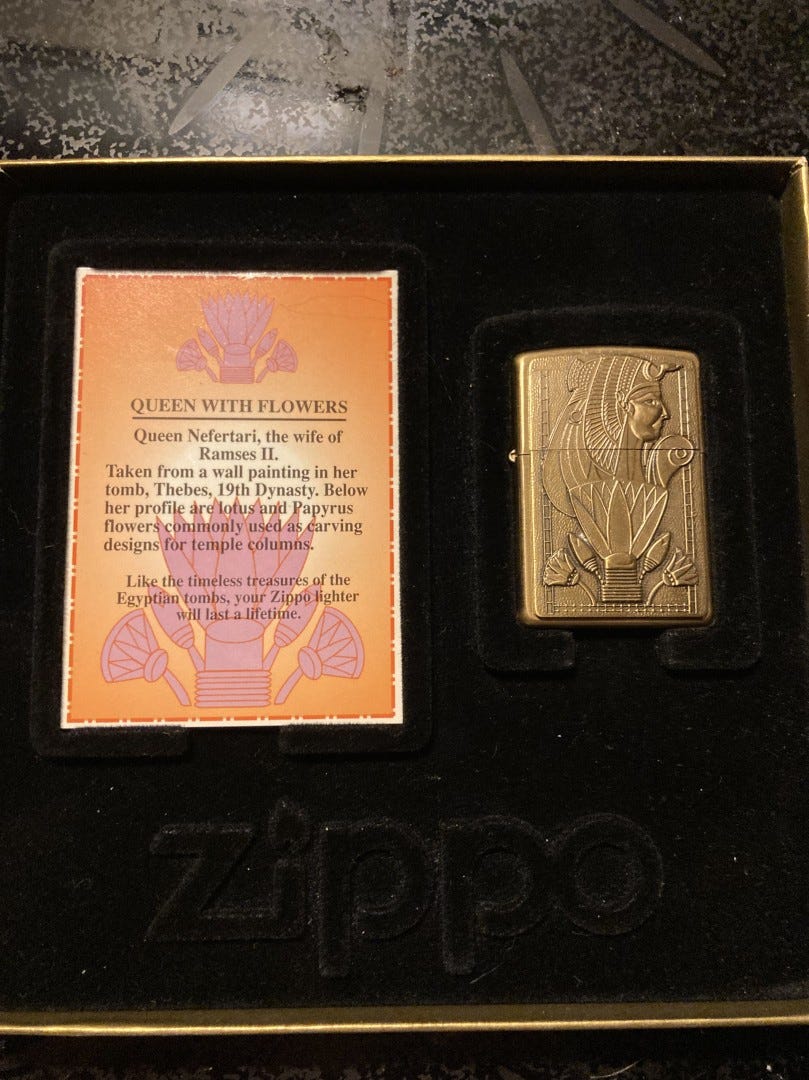 QUEEN WITH FLOWERS
Queen Nefertari, the wife of
Ramses II.
Taken from a wall painting in her
tomb, Thebes, 19th Dynasty. Below
her profile are lotus and Papyrus
flowers commonly used as carving
designs for temple columns.
Like the timeless treasures of the
Egyptian tombs, your Zippo lighter
will last a lifetime.
zippo